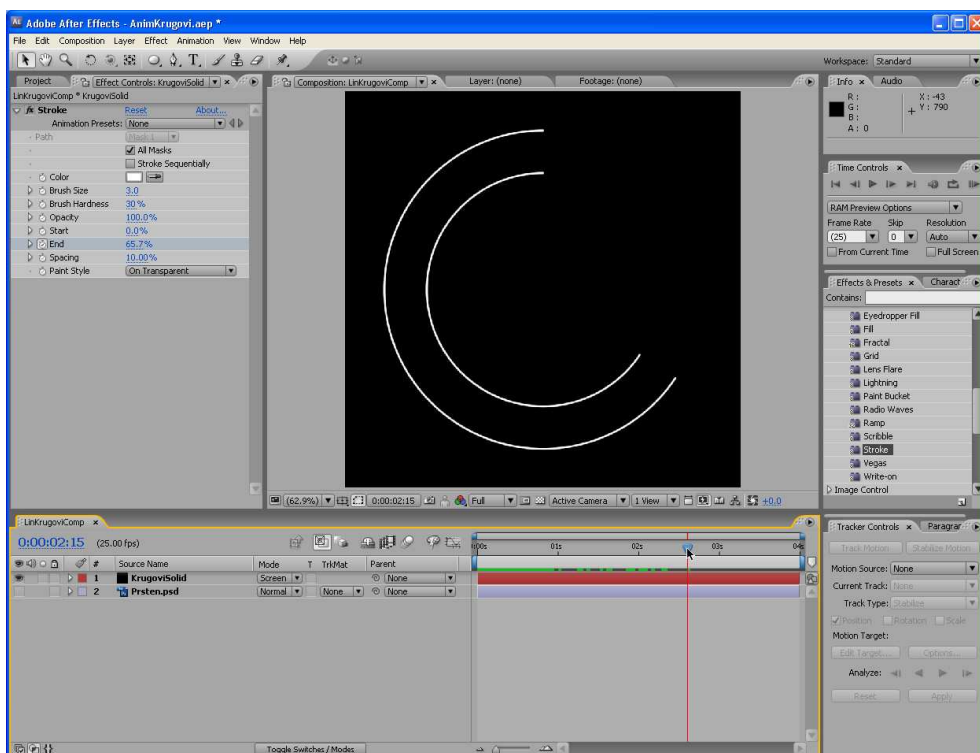 Adobe After Effects - AnimKrugovi.aep *
File Edit Composition Layer Effect Animation View Window Help
Workspace: Standard
Project
Effect Controls: KrugoviSolid
LinKrugoviComp * KrugoviSolid
fx Stroke Reset About...
Animation Presets: None
Path Mask 1
All Masks
Stroke Sequentially
Color
Brush Size 3.0
Brush Hardness 30%
Opacity 100.0%
Start 0.0%
End 65.7%
Spacing 10.00%
Paint Style On Transparent
Composition: LinKrugoviComp
Layer: (none)
Footage: (none)
(62.9%) 0:00:02:15 Full Active Camera 1 View +0.0
Info Audio
R : X : -43
G : Y : 790
B :
A : 0
Time Controls
RAM Preview Options
Frame Rate Skip Resolution
(25) 0 Auto
From Current Time Full Screen
Effects & Presets Charact
Contains:
Eyedropper Fill
Fill
Fractal
Grid
Lens Flare
Lightning
Paint Bucket
Radio Waves
Ramp
Scribble
Stroke
Vegas
Write-on
Image Control
LinKrugoviComp
0:00:02:15 (25.00 fps)
01s 02s 03s
# Source Name Mode T TrkMat Parent
1 KrugoviSolid Screen None
2 Prsten.psd Normal None None
Toggle Switches / Modes
Tracker Controls Paragrar
Track Motion Stabilize Motion
Motion Source: None
Current Track: None
Track Type: Stabilize
Position Rotation Scale
Motion Target:
Edit Target... Options...
Analyze:
Reset Apply